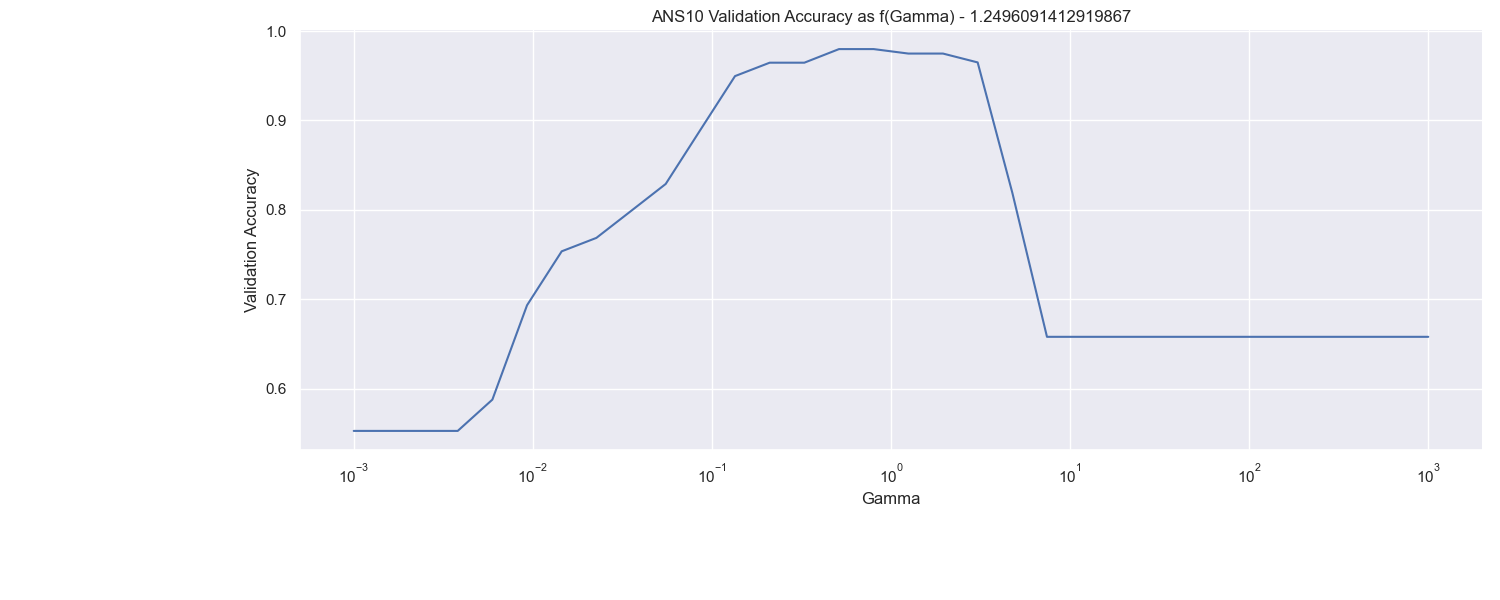 ANS10 Validation Accuracy as f(Gamma) - 1.2496091412919867
Validation Accuracy
1.0
0.9
0.8
0.7
0.6
10⁻³ 10⁻² 10⁻¹ 10⁰ 10¹ 10² 10³
Gamma